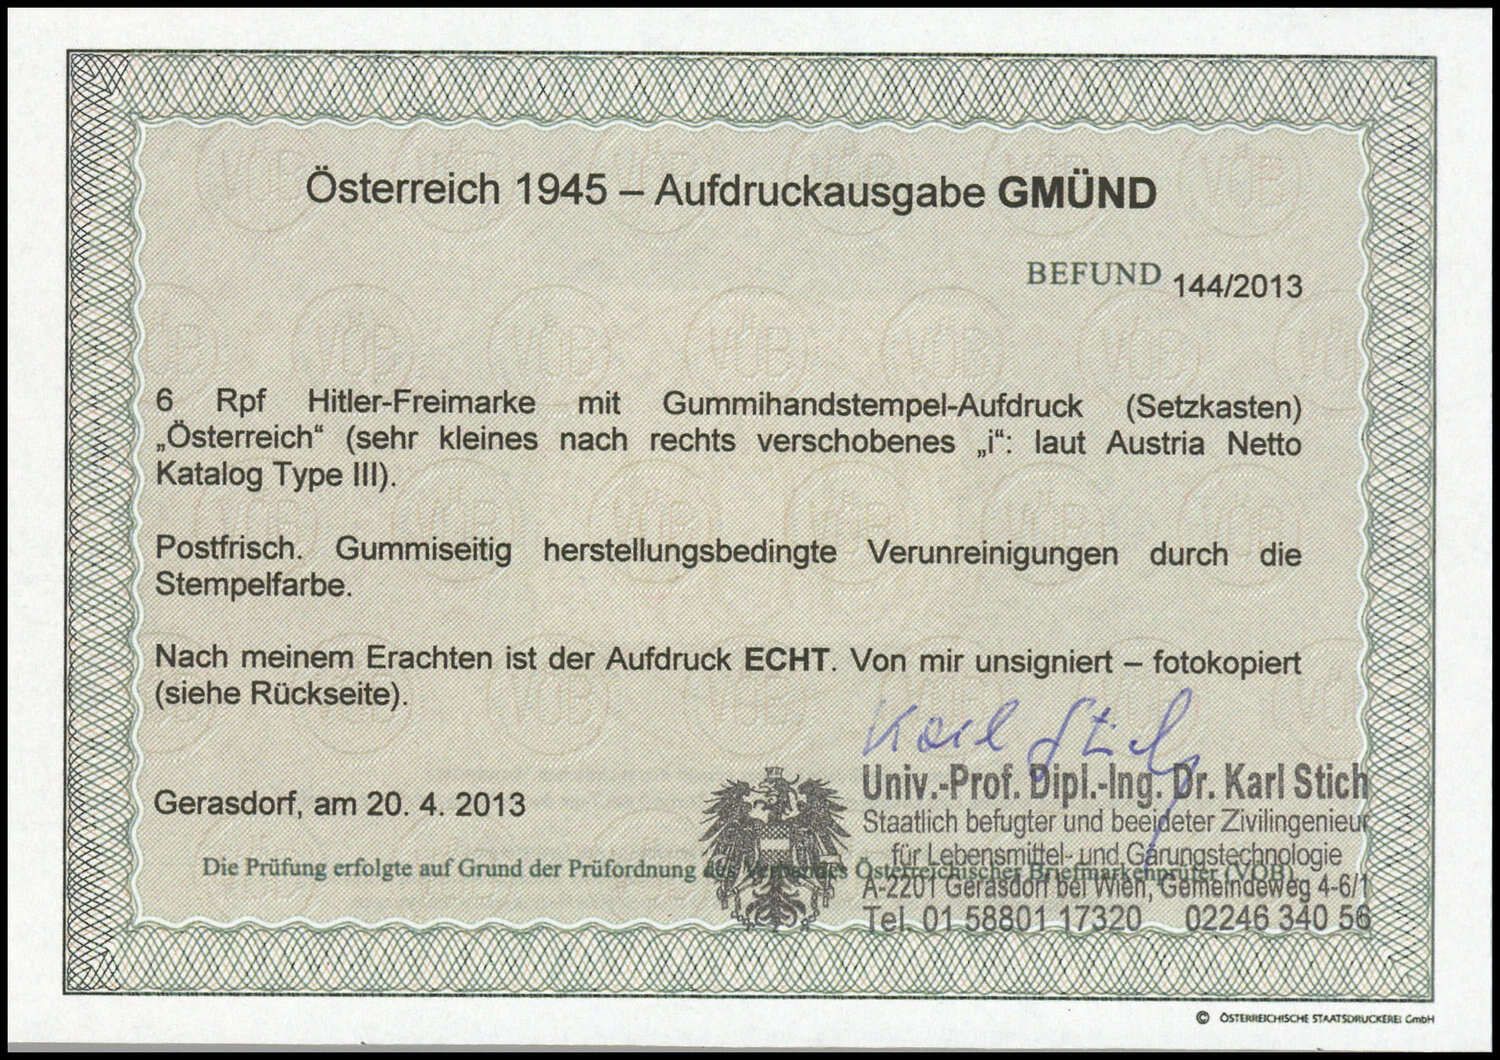 Österreich 1945 – Aufdruckausgabe GMÜND
BEFUND 144/2013
6 Rpf Hitler-Freimarke mit Gummihandstempel-Aufdruck (Setzkasten)
„Österreich“ (sehr kleines nach rechts verschobenes „i“: laut Austria Netto
Katalog Type III).
Postfrisch. Gummiseitig herstellungsbedingte Verunreinigungen durch die
Stempelfarbe.
Nach meinem Erachten ist der Aufdruck ECHT. Von mir unsigniert – fotokopiert
(siehe Rückseite).
Karl Stich
Gerasdorf, am 20. 4. 2013
Univ.-Prof. Dipl.-Ing. Dr. Karl Stich
Staatlich befugter und beeideter Zivilingenieur
für Lebensmittel- und Gärungstechnologie
Die Prüfung erfolgte auf Grund der Prüfordnung des Verbandes Österreichischer Briefmarkenprüfer (VÖB)
A-2201 Gerasdorf bei Wien, Gemeindeweg 4-6/1
Tel 01 58801 17320 02246 340 56
© ÖSTERREICHISCHE STAATSDRUCKEREI GmbH